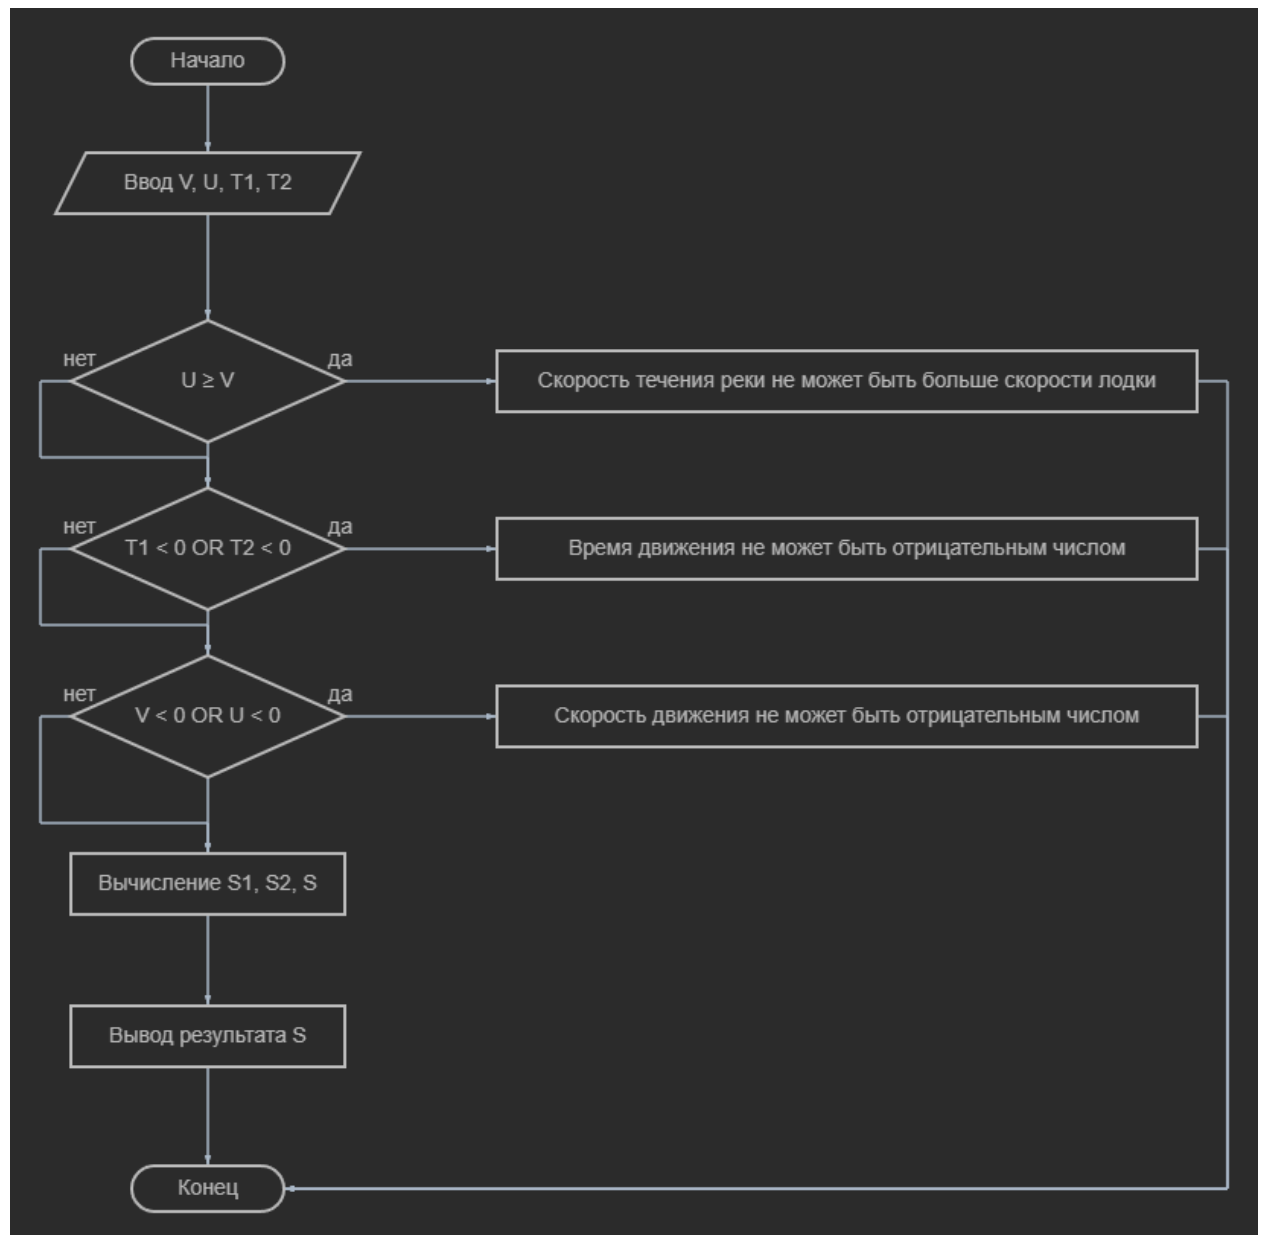 Начало
Ввод V, U, T1, T2
нет
U ≥ V
да
Скорость течения реки не может быть больше скорости лодки
нет
T1 < 0 OR T2 < 0
да
Время движения не может быть отрицательным числом
нет
V < 0 OR U < 0
да
Скорость движения не может быть отрицательным числом
Вычисление S1, S2, S
Вывод результата S
Конец